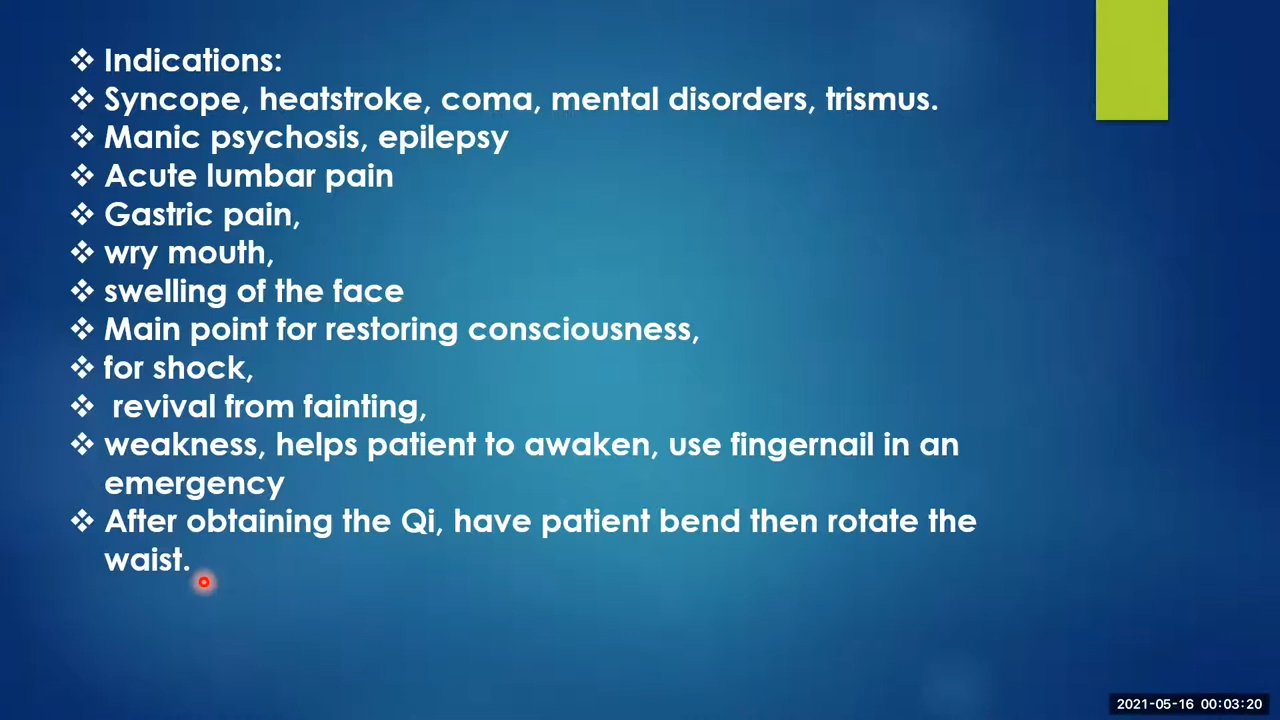 ❖ Indications:
❖ Syncope, heatstroke, coma, mental disorders, trismus.
❖ Manic psychosis, epilepsy
❖ Acute lumbar pain
❖ Gastric pain,
❖ wry mouth,
❖ swelling of the face
❖ Main point for restoring consciousness,
❖ for shock,
❖ revival from fainting,
❖ weakness, helps patient to awaken, use fingernail in an
emergency
❖ After obtaining the Qi, have patient bend then rotate the
waist.
2021-05-16 00:03:20